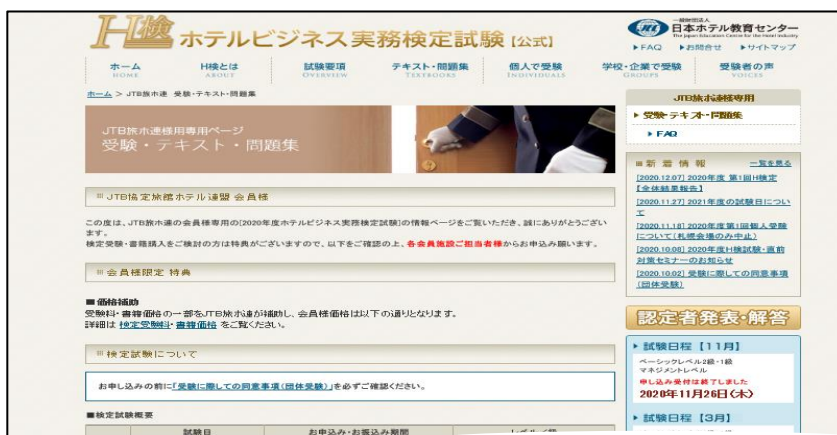 H検 ホテルビジネス実務検定試験【公式】
一般財団法人
日本ホテル教育センター
The Japan Education Center for the Hotel Industry
▶FAQ ▶お問合せ ▶サイトマップ
ホーム H検とは 試験要項 テキスト・問題集 個人で受験 学校・企業で受験 受験者の声
HOME ABOUT OVERVIEW TEXTBOOKS INDIVIDUALS GROUPS VOICES
ホーム > JTB旅ホ連 受験・テキスト・問題集
JTB旅ホ連様用専用ページ
受験・テキスト・問題集
JTB協定旅館ホテル連盟 会員様
この度は、JTB旅ホ連の会員様専用の[2020年度ホテルビジネス実務検定試験]の情報ページをご覧いただき、誠にありがとうござい
ます。
検定受験・書籍購入をご検討の方は特典がございますので、以下をご確認の上、各会員施設ご担当者様からお申込み願います。
会員様限定 特典
■価格補助
受験料・書籍価格の一部をJTB旅ホ連が補助し、会員様価格は以下の通りとなります。
詳細は 検定受験料・書籍価格 をご覧ください。
検定試験について
お申し込みの前に「受験に際しての同意事項(団体受験)」を必ずご確認ください。
■検定試験概要
試験日 お申込み・お振込み期間
JTB旅ホ連様専用
▶ 受験・テキスト・問題集
▶ FAQ
新着情報 一覧を見る
[2020.12.07] 2020年度 第1回H検定
【全体結果報告】
[2020.11.27] 2021年度の試験日につい
て
[2020.11.18] 2020年度第1回個人受験
について(札幌会場のみ中止)
[2020.10.08] 2020年度H検試験・直前
対策セミナーのお知らせ
[2020.10.02] 受験に際しての同意事項
(団体受験)
認定者発表・解答
▶ 試験日程【11月】
ベーシックレベル2級・1級
マネジメントレベル
申し込み受付は終了しました
2020年11月26日(木)
▶ 試験日程【3月】